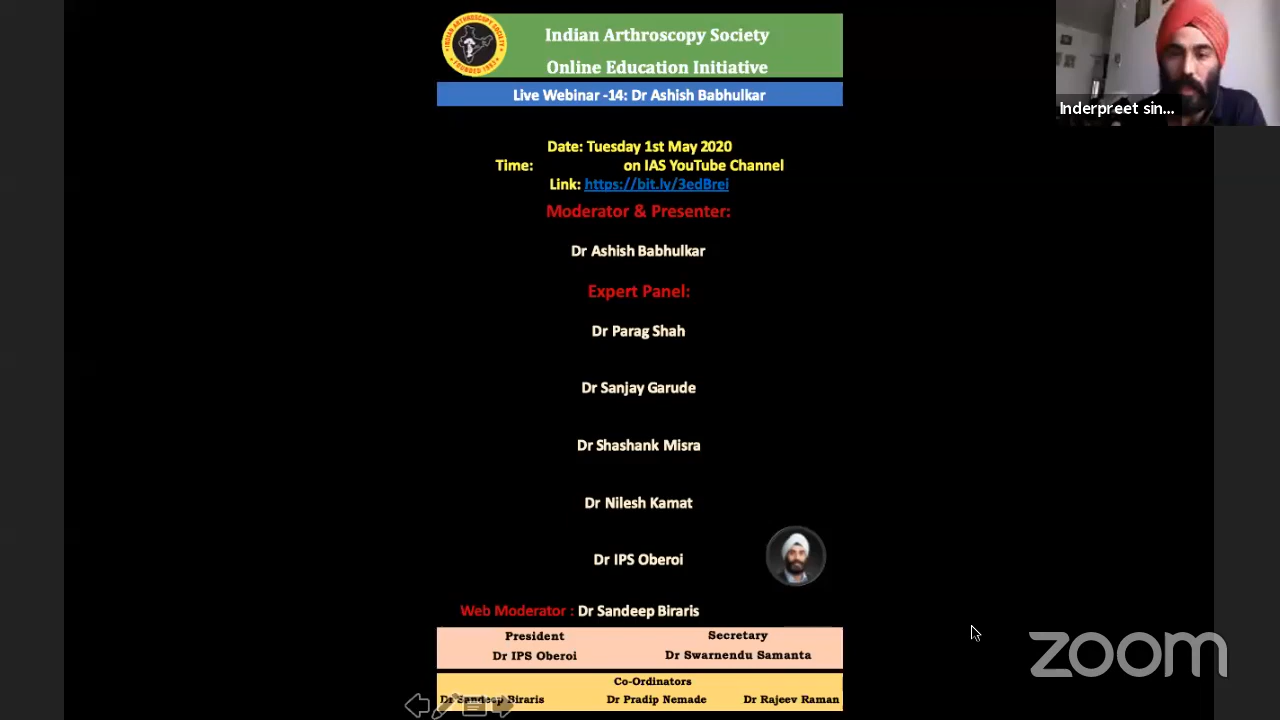 Indian Arthroscopy Society
Online Education Initiative
INDIAN ARTHROSCOPY SOCIETY
Live Webinar -14: Dr Ashish Babhulkar
Inderpreet sin...
Date: Tuesday 1st May 2020
Time: on IAS YouTube Channel
Link: https://bit.ly/3edBrei
Moderator & Presenter:
Dr Ashish Babhulkar
Expert Panel:
Dr Parag Shah
Dr Sanjay Garude
Dr Shashank Misra
Dr Nilesh Kamat
Dr IPS Oberoi
Web Moderator : Dr Sandeep Biraris
President Secretary
Dr IPS Oberoi Dr Swarnendu Samanta
Co-Ordinators
Dr Sandeep Biraris Dr Pradip Nemade Dr Rajeev Raman
zoom